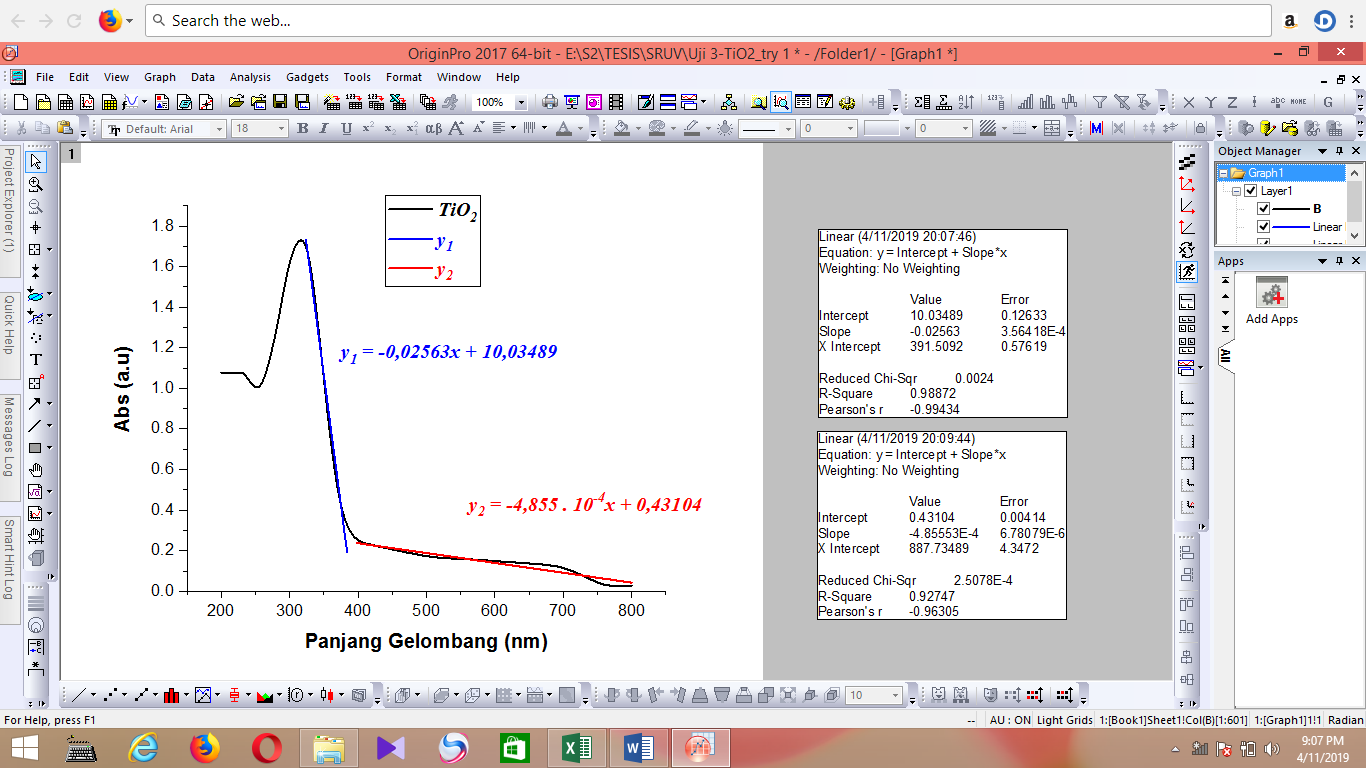 Search the web...
OriginPro 2017 64-bit - E:\S2\TESIS\SRUV\Uji 3-TiO2_try 1 * - /Folder1/ - [Graph1 *]
File Edit View Graph Data Analysis Gadgets Tools Format Window Help
100%
Default: Arial 18 B I U 0 0
Project Explorer (1)
Quick Help
Messages Log
Smart Hint Log
1
TiO2
y1
y2
1.8
1.6
1.4
1.2
1.0
0.8
0.6
0.4
0.2
0.0
Abs (a.u)
y1 = -0,02563x + 10,03489
y2 = -4,855 . 10-4x + 0,43104
200 300 400 500 600 700 800
Panjang Gelombang (nm)
Linear (4/11/2019 20:07:46)
Equation: y = Intercept + Slope*x
Weighting: No Weighting
Value Error
Intercept 10.03489 0.12633
Slope -0.02563 3.56418E-4
X Intercept 391.5092 0.57619
Reduced Chi-Sqr 0.0024
R-Square 0.98872
Pearson's r -0.99434
Linear (4/11/2019 20:09:44)
Equation: y = Intercept + Slope*x
Weighting: No Weighting
Value Error
Intercept 0.43104 0.00414
Slope -4.85553E-4 6.78079E-6
X Intercept 887.73489 4.3472
Reduced Chi-Sqr 2.5078E-4
R-Square 0.92747
Pearson's r -0.96305
Object Manager
Graph1
Layer1
B
Linear
Apps
Add Apps
All
10
For Help, press F1
-- AU : ON Light Grids 1:[Book1]Sheet1!Col(B)[1:601] 1:[Graph1]1!1 Radian
9:07 PM
4/11/2019